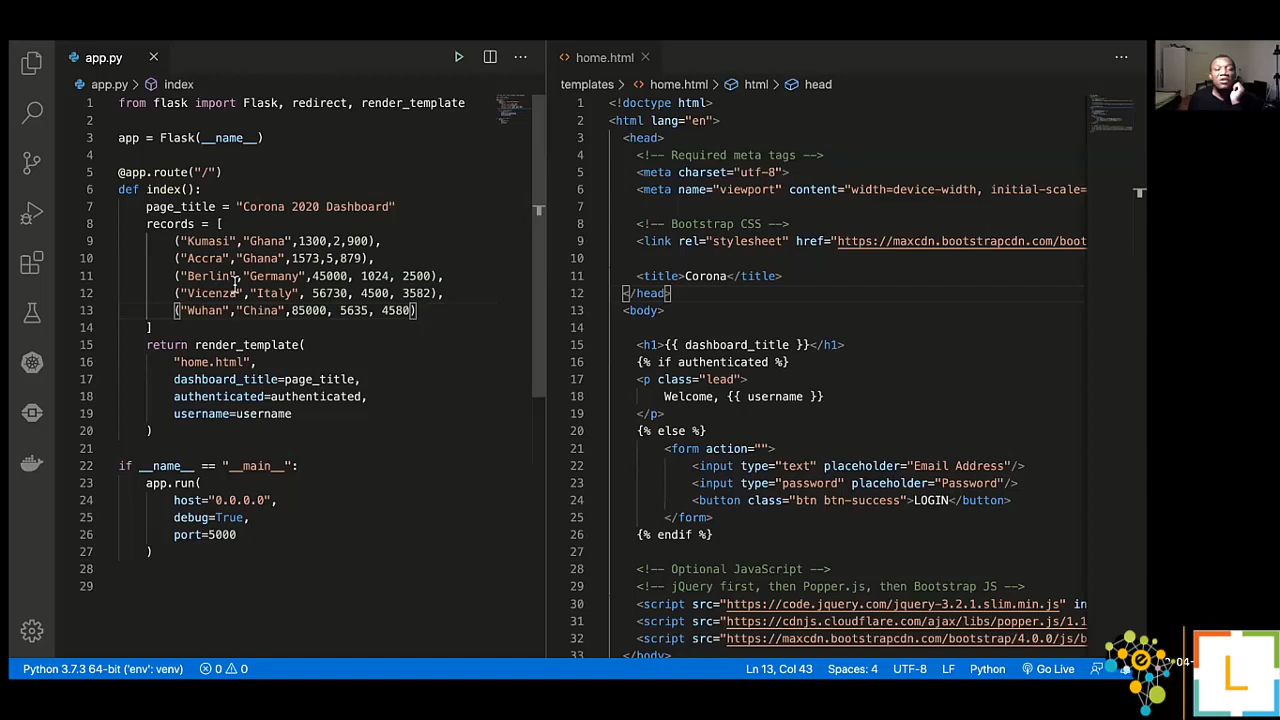 app.py
app.py > index
1 from flask import Flask, redirect, render_template
2
3 app = Flask(__name__)
4
5 @app.route("/")
6 def index():
7 page_title = "Corona 2020 Dashboard"
8 records = [
9 ("Kumasi","Ghana",1300,2,900),
10 ("Accra","Ghana",1573,5,879),
11 ("Berlin","Germany",45000, 1024, 2500),
12 ("Vicenza","Italy", 56730, 4500, 3582),
13 ("Wuhan","China",85000, 5635, 4580)
14 ]
15 return render_template(
16 "home.html",
17 dashboard_title=page_title,
18 authenticated=authenticated,
19 username=username
20 )
21
22 if __name__ == "__main__":
23 app.run(
24 host="0.0.0.0",
25 debug=True,
26 port=5000
27 )
28
29
home.html
templates > home.html > html > head
1 <!doctype html>
2 <html lang="en">
3 <head>
4 <!-- Required meta tags -->
5 <meta charset="utf-8">
6 <meta name="viewport" content="width=device-width, initial-scale=
7
8 <!-- Bootstrap CSS -->
9 <link rel="stylesheet" href="https://maxcdn.bootstrapcdn.com/boot
10
11 <title>Corona</title>
12 </head>
13 <body>
14
15 <h1>{{ dashboard_title }}</h1>
16 {% if authenticated %}
17 <p class="lead">
18 Welcome, {{ username }}
19 </p>
20 {% else %}
21 <form action="">
22 <input type="text" placeholder="Email Address"/>
23 <input type="password" placeholder="Password"/>
24 <button class="btn btn-success">LOGIN</button>
25 </form>
26 {% endif %}
27
28 <!-- Optional JavaScript -->
29 <!-- jQuery first, then Popper.js, then Bootstrap JS -->
30 <script src="https://code.jquery.com/jquery-3.2.1.slim.min.js" in
31 <script src="https://cdnjs.cloudflare.com/ajax/libs/popper.js/1.1
32 <script src="https://maxcdn.bootstrapcdn.com/bootstrap/4.0.0/js/b
33 </body>
Python 3.7.3 64-bit ('env': venv) 0 0 Ln 13, Col 43 Spaces: 4 UTF-8 LF Python Go Live
L